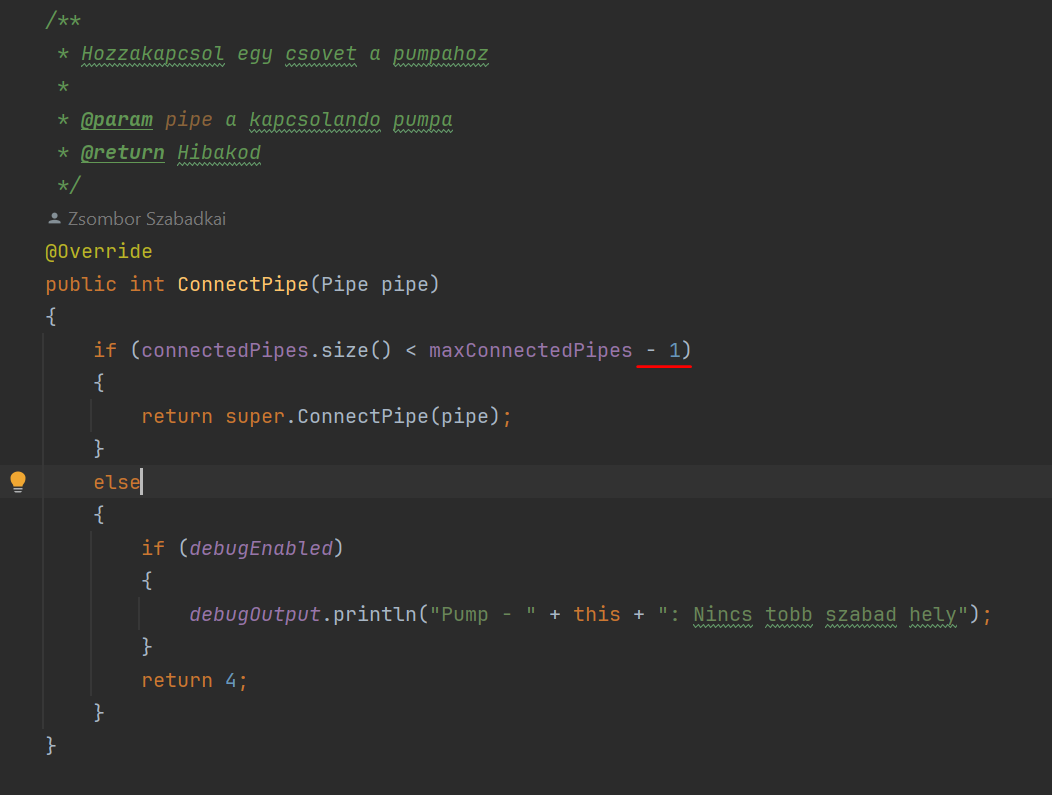 /**
* Hozzakapcsol egy csovet a pumpahoz
*
* @param pipe a kapcsolando pumpa
* @return Hibakod
*/
Zsombor Szabadkai
@Override
public int ConnectPipe(Pipe pipe)
{
if (connectedPipes.size() < maxConnectedPipes - 1)
{
return super.ConnectPipe(pipe);
}
else
{
if (debugEnabled)
{
debugOutput.println("Pump - " + this + ": Nincs tobb szabad hely");
}
return 4;
}
}